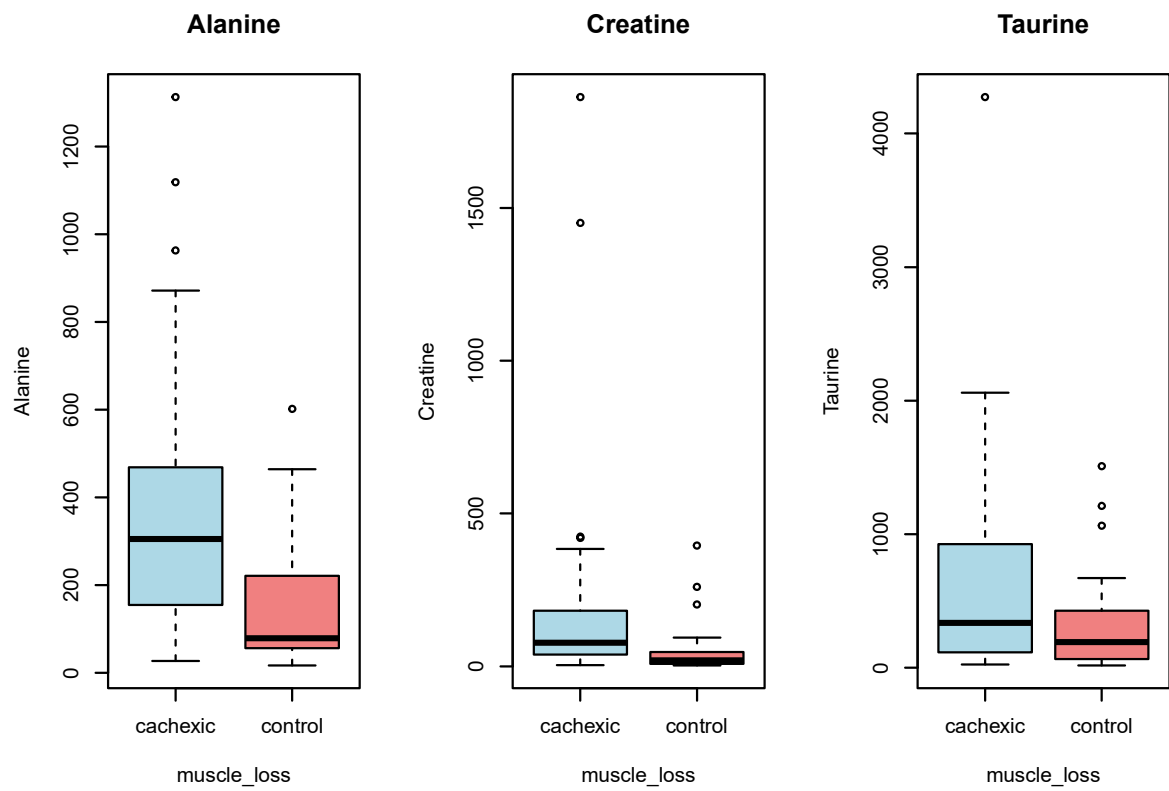 Alanine
Creatine
Taurine
Alanine
0
200
400
600
800
1000
1200
cachexic
control
muscle_loss
Creatine
0
500
1000
1500
cachexic
control
muscle_loss
Taurine
0
1000
2000
3000
4000
cachexic
control
muscle_loss